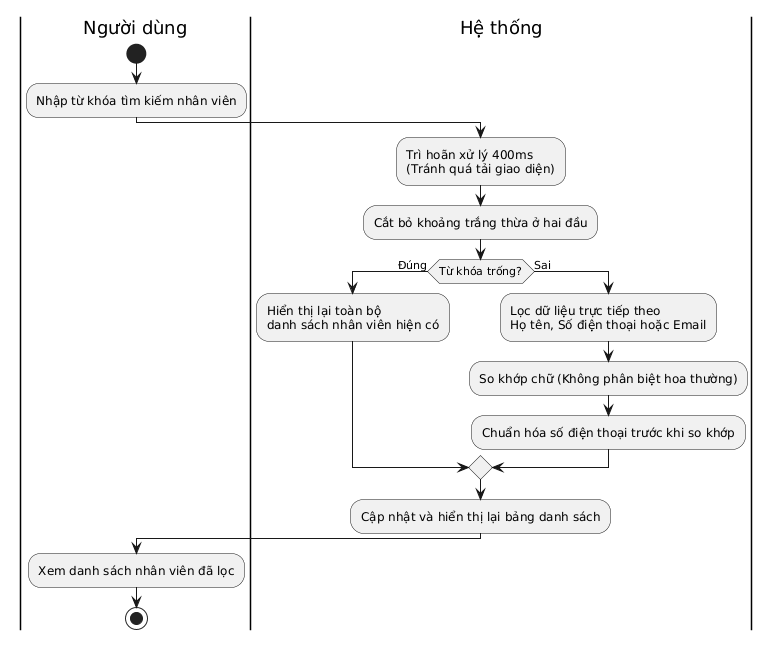 Người dùng
Hệ thống
Nhập từ khóa tìm kiếm nhân viên
Trì hoãn xử lý 400ms
(Tránh quá tải giao diện)
Cắt bỏ khoảng trắng thừa ở hai đầu
Đúng
Từ khóa trống?
Sai
Hiển thị lại toàn bộ
danh sách nhân viên hiện có
Lọc dữ liệu trực tiếp theo
Họ tên, Số điện thoại hoặc Email
So khớp chữ (Không phân biệt hoa thường)
Chuẩn hóa số điện thoại trước khi so khớp
Cập nhật và hiển thị lại bảng danh sách
Xem danh sách nhân viên đã lọc